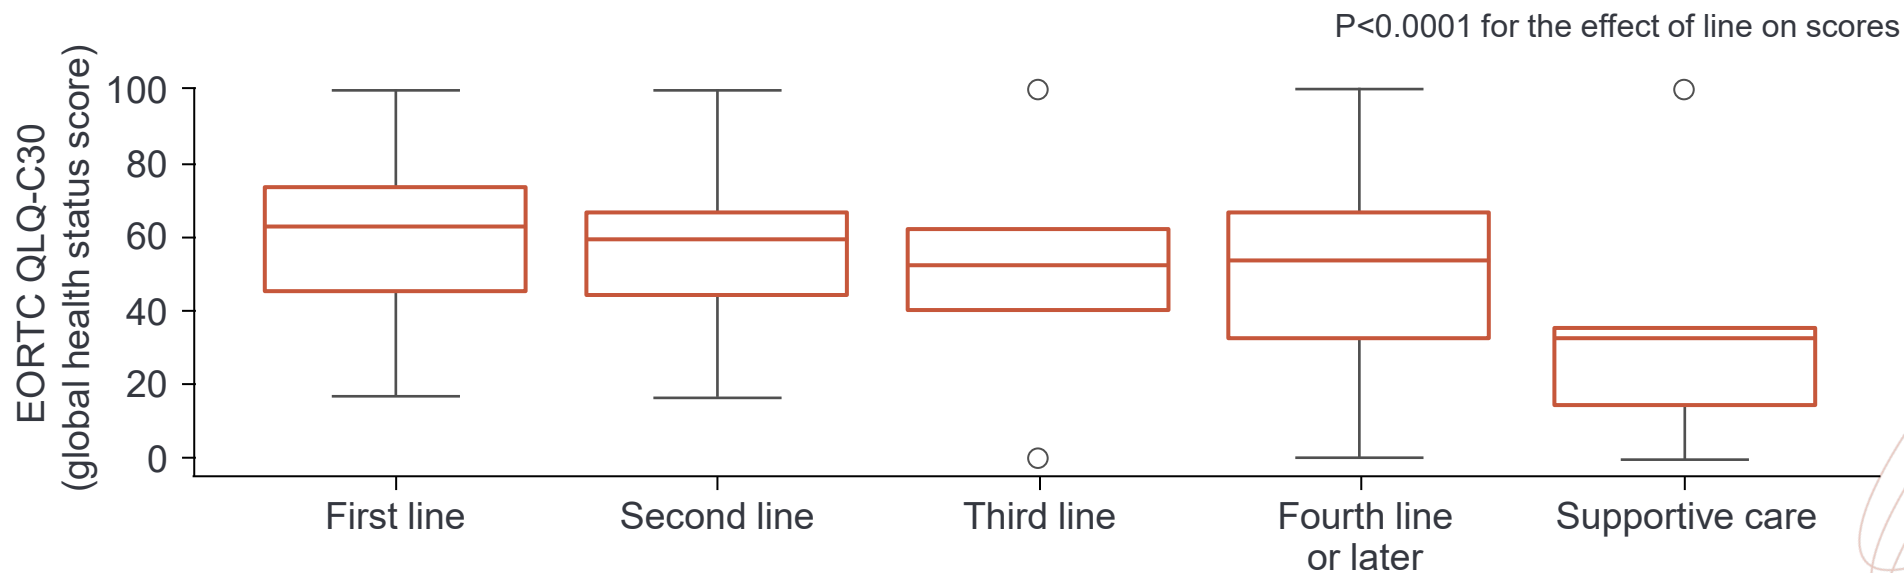 P<0.0001 for the effect of line on scores
EORTC QLQ-C30
(global health status score)
100
80
60
40
20
0
First line
Second line
Third line
Fourth line
or later
Supportive care